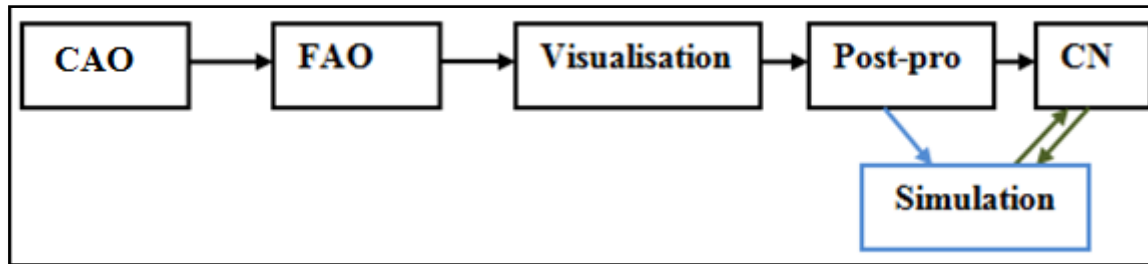 CAO
FAO
Visualisation
Post-pro
CN
Simulation